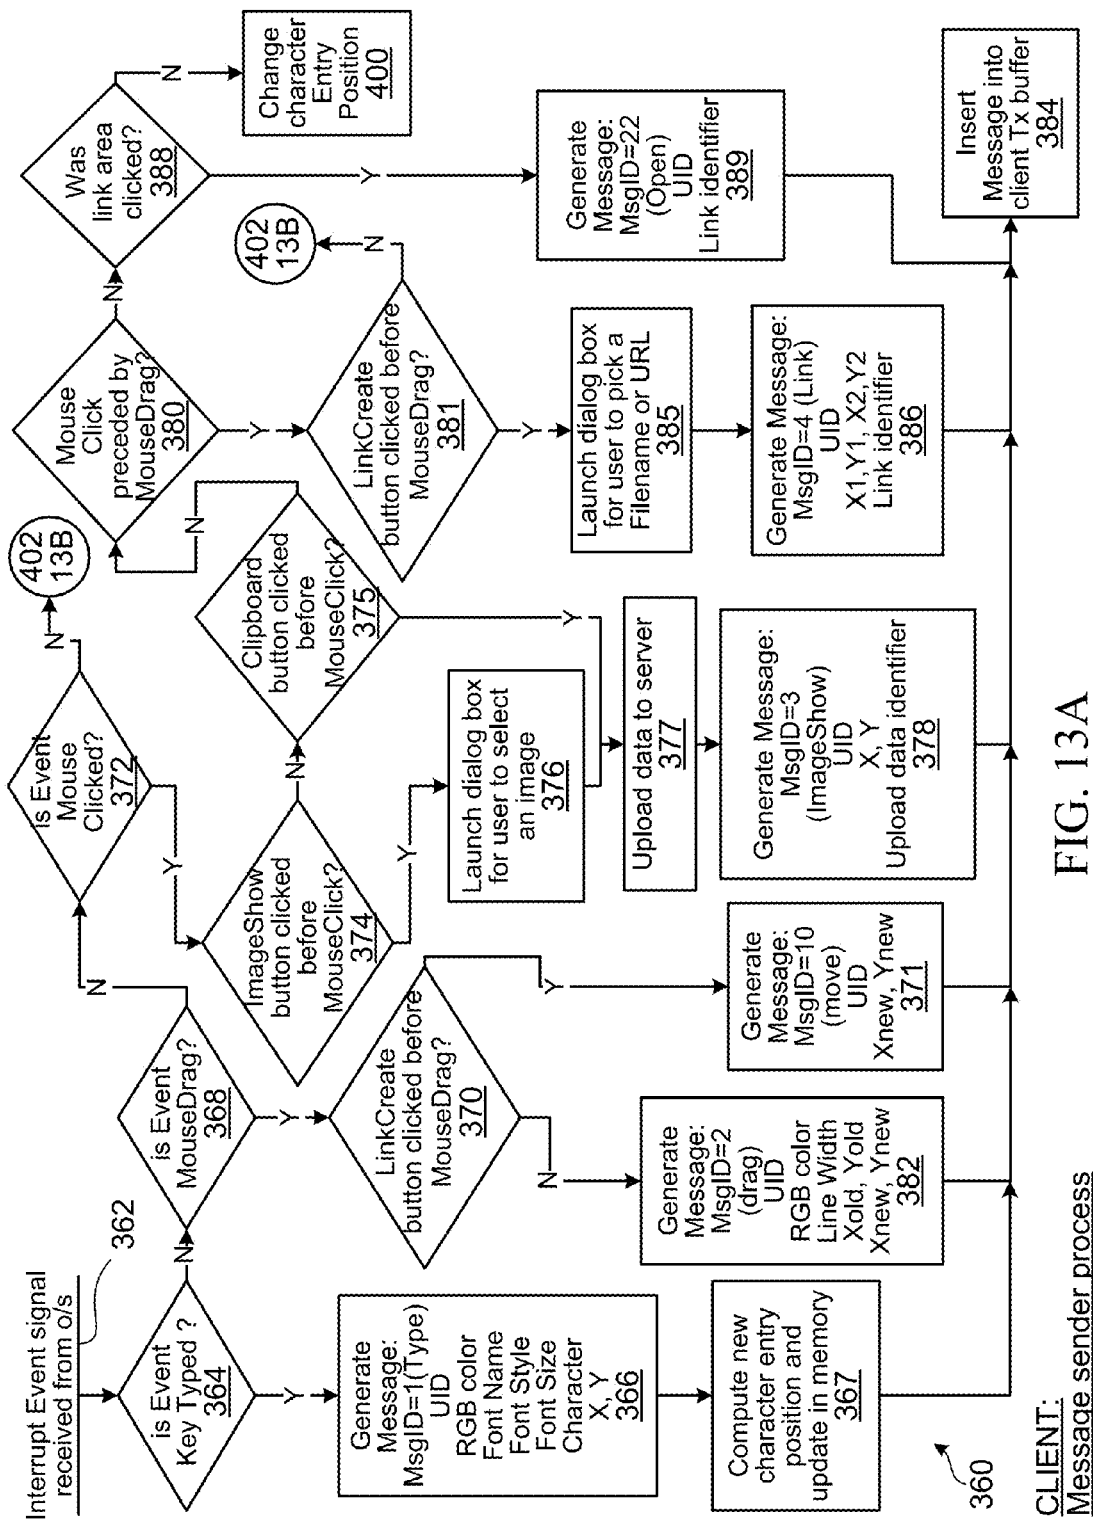 Interrupt Event signal
received from o/s
362
is Event
Key Typed ?
364
N
Y
Generate
Message:
MsgID=1(Type)
UID
RGB color
Font Name
Font Style
Font Size
Character
X, Y
366
Compute new
character entry
position and
update in memory
367
is Event
MouseDrag?
368
N
Y
LinkCreate
button clicked before
MouseDrag?
370
N
Y
Generate
Message:
MsgID=2
(drag)
UID
RGB color
Line Width
Xold, Yold
Xnew, Ynew
382
Generate
Message:
MsgID=10
(move)
UID
Xnew, Ynew
371
is Event
Mouse
Clicked?
372
N
402
13B
Y
ImageShow
button clicked
before
MouseClick?
374
N
Y
Launch dialog box
for user to select
an image
376
Clipboard
button clicked
before
MouseClick?
375
N
Y
Upload data to server
377
Generate Message:
MsgID=3
(ImageShow)
UID
X, Y
Upload data identifier
378
Mouse
Click
preceded by
MouseDrag?
380
N
Y
LinkCreate
button clicked before
MouseDrag?
381
N
402
13B
Y
Launch dialog box
for user to pick a
Filename or URL
385
Generate Message:
MsgID=4 (Link)
UID
X1,Y1, X2,Y2
Link identifier
386
Was
link area
clicked?
388
N
Change
character
Entry
Position
400
Y
Generate
Message:
MsgID=22
(Open)
UID
Link identifier
389
Insert
Message into
client Tx buffer
384
360
CLIENT:
Message sender process
FIG. 13A